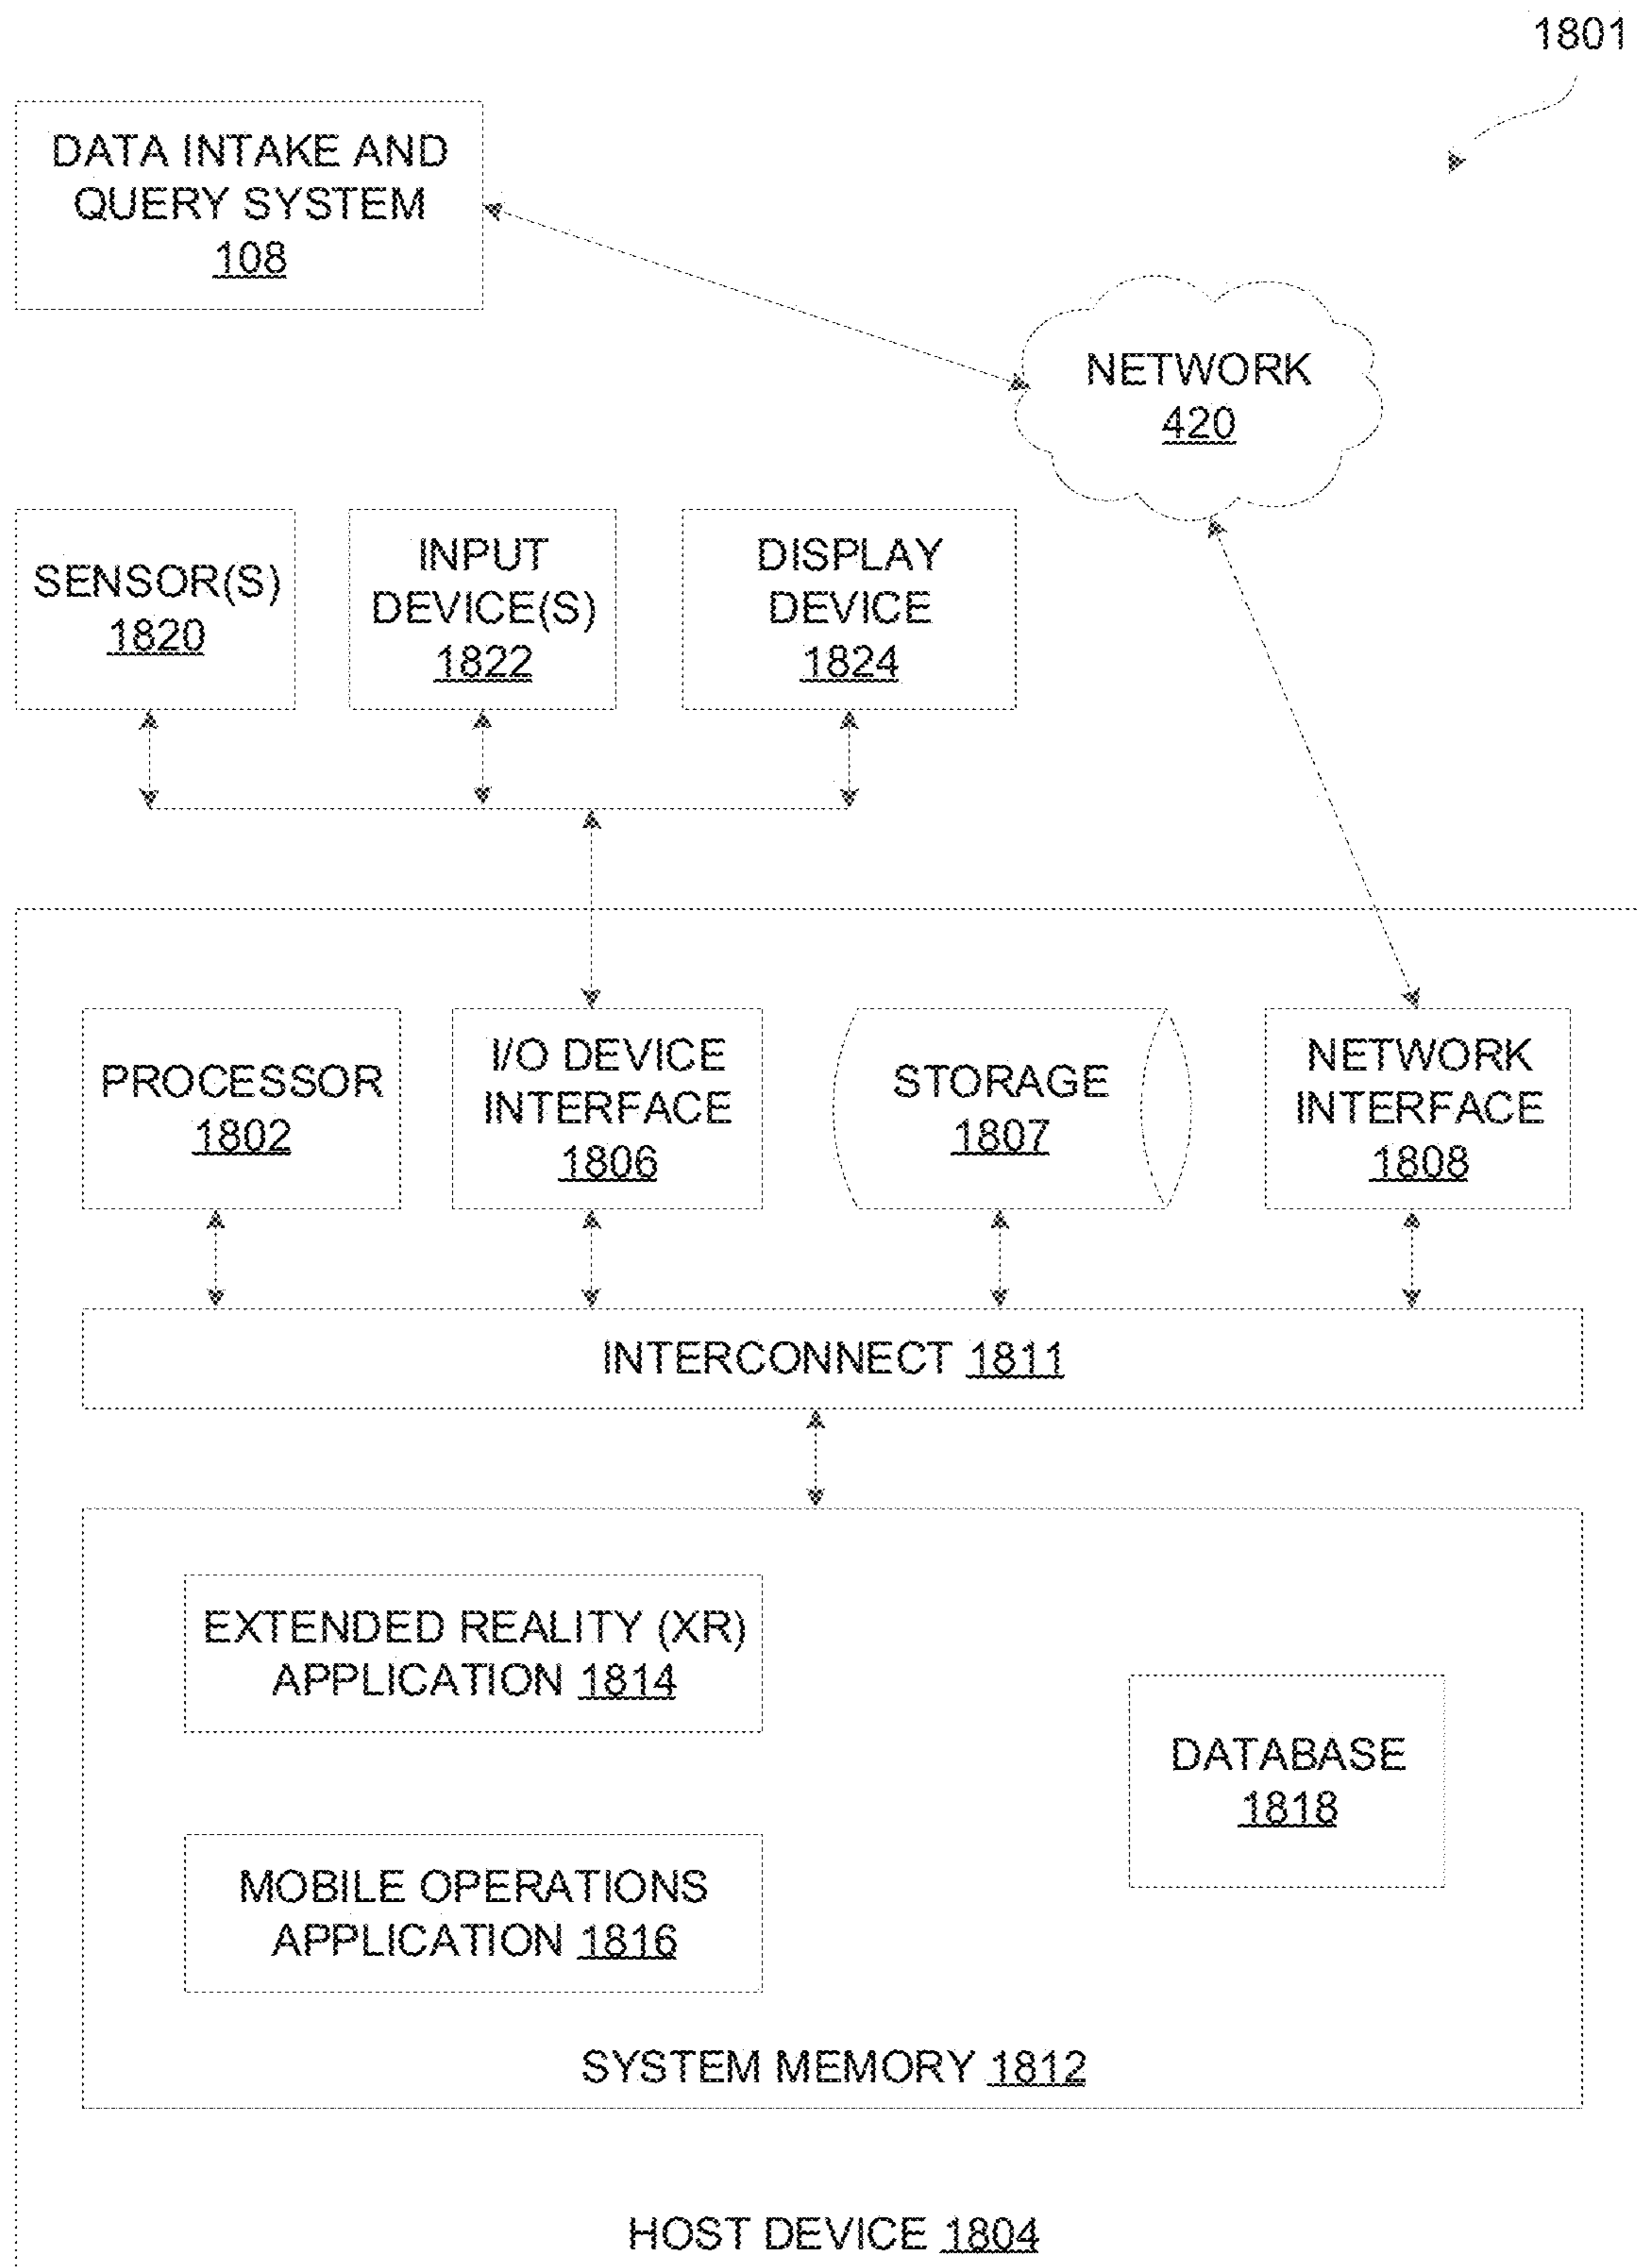 1801
DATA INTAKE AND
QUERY SYSTEM
108
NETWORK
420
SENSOR(S)
1820
INPUT
DEVICE(S)
1822
DISPLAY
DEVICE
1824
PROCESSOR
1802
I/O DEVICE
INTERFACE
1806
STORAGE
1807
NETWORK
INTERFACE
1808
INTERCONNECT 1811
EXTENDED REALITY (XR)
APPLICATION 1814
DATABASE
1818
MOBILE OPERATIONS
APPLICATION 1816
SYSTEM MEMORY 1812
HOST DEVICE 1804